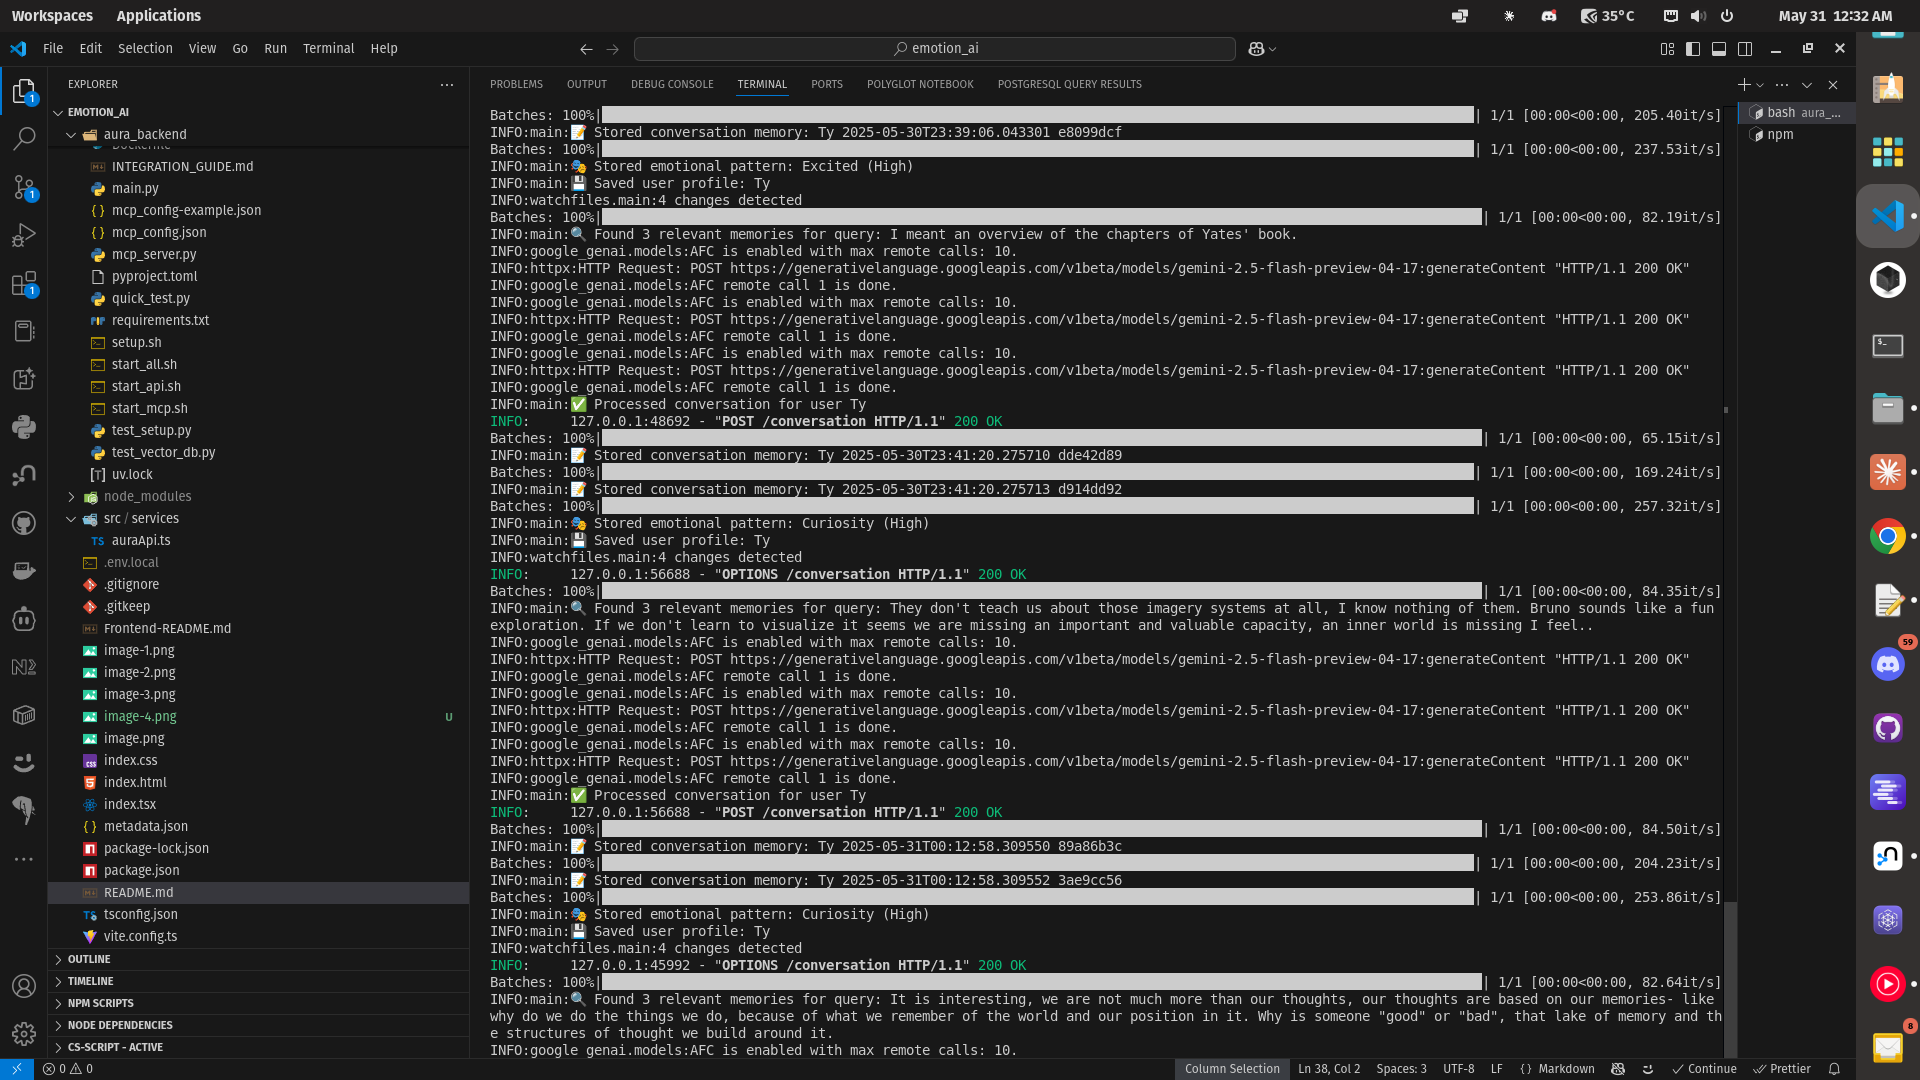 Workspaces Applications 35°C May 31 12:32 AM
File Edit Selection View Go Run Terminal Help emotion_ai
EXPLORER
EMOTION_AI
aura_backend
Dockerfile
INTEGRATION_GUIDE.md
main.py
mcp_config-example.json
mcp_config.json
mcp_server.py
pyproject.toml
quick_test.py
requirements.txt
setup.sh
start_all.sh
start_api.sh
start_mcp.sh
test_setup.py
test_vector_db.py
uv.lock
node_modules
src / services
TS auraApi.ts
.env.local
.gitignore
.gitkeep
Frontend-README.md
image-1.png
image-2.png
image-3.png
image-4.png U
image.png
index.css
index.html
index.tsx
metadata.json
package-lock.json
package.json
README.md
tsconfig.json
vite.config.ts
OUTLINE
TIMELINE
NPM SCRIPTS
NODE DEPENDENCIES
CS-SCRIPT - ACTIVE
PROBLEMS OUTPUT DEBUG CONSOLE TERMINAL PORTS POLYGLOT NOTEBOOK POSTGRESQL QUERY RESULTS
Batches: 100%| | 1/1 [00:00<00:00, 205.40it/s]
INFO:main:📝 Stored conversation memory: Ty_2025-05-30T23:39:06.043301_e8099dcf
Batches: 100%| | 1/1 [00:00<00:00, 237.53it/s]
INFO:main:🎭 Stored emotional pattern: Excited (High)
INFO:main:💾 Saved user profile: Ty
INFO:watchfiles.main:4 changes detected
Batches: 100%| | 1/1 [00:00<00:00, 82.19it/s]
INFO:main:🔍 Found 3 relevant memories for query: I meant an overview of the chapters of Yates' book.
INFO:google_genai.models:AFC is enabled with max remote calls: 10.
INFO:httpx:HTTP Request: POST https://generativelanguage.googleapis.com/v1beta/models/gemini-2.5-flash-preview-04-17:generateContent "HTTP/1.1 200 OK"
INFO:google_genai.models:AFC remote call 1 is done.
INFO:google_genai.models:AFC is enabled with max remote calls: 10.
INFO:httpx:HTTP Request: POST https://generativelanguage.googleapis.com/v1beta/models/gemini-2.5-flash-preview-04-17:generateContent "HTTP/1.1 200 OK"
INFO:google_genai.models:AFC remote call 1 is done.
INFO:google_genai.models:AFC is enabled with max remote calls: 10.
INFO:httpx:HTTP Request: POST https://generativelanguage.googleapis.com/v1beta/models/gemini-2.5-flash-preview-04-17:generateContent "HTTP/1.1 200 OK"
INFO:google_genai.models:AFC remote call 1 is done.
INFO:main:✅ Processed conversation for user Ty
INFO: 127.0.0.1:48692 - "POST /conversation HTTP/1.1" 200 OK
Batches: 100%| | 1/1 [00:00<00:00, 65.15it/s]
INFO:main:📝 Stored conversation memory: Ty_2025-05-30T23:41:20.275710_dde42d89
Batches: 100%| | 1/1 [00:00<00:00, 169.24it/s]
INFO:main:📝 Stored conversation memory: Ty_2025-05-30T23:41:20.275713_d914dd92
Batches: 100%| | 1/1 [00:00<00:00, 257.32it/s]
INFO:main:🎭 Stored emotional pattern: Curiosity (High)
INFO:main:💾 Saved user profile: Ty
INFO:watchfiles.main:4 changes detected
INFO: 127.0.0.1:56688 - "OPTIONS /conversation HTTP/1.1" 200 OK
Batches: 100%| | 1/1 [00:00<00:00, 84.35it/s]
INFO:main:🔍 Found 3 relevant memories for query: They don't teach us about those imagery systems at all, I know nothing of them. Bruno sounds like a fun
exploration. If we don't learn to visualize it seems we are missing an important and valuable capacity, an inner world is missing I feel..
INFO:google_genai.models:AFC is enabled with max remote calls: 10.
INFO:httpx:HTTP Request: POST https://generativelanguage.googleapis.com/v1beta/models/gemini-2.5-flash-preview-04-17:generateContent "HTTP/1.1 200 OK"
INFO:google_genai.models:AFC remote call 1 is done.
INFO:google_genai.models:AFC is enabled with max remote calls: 10.
INFO:httpx:HTTP Request: POST https://generativelanguage.googleapis.com/v1beta/models/gemini-2.5-flash-preview-04-17:generateContent "HTTP/1.1 200 OK"
INFO:google_genai.models:AFC remote call 1 is done.
INFO:google_genai.models:AFC is enabled with max remote calls: 10.
INFO:httpx:HTTP Request: POST https://generativelanguage.googleapis.com/v1beta/models/gemini-2.5-flash-preview-04-17:generateContent "HTTP/1.1 200 OK"
INFO:google_genai.models:AFC remote call 1 is done.
INFO:main:✅ Processed conversation for user Ty
INFO: 127.0.0.1:56688 - "POST /conversation HTTP/1.1" 200 OK
Batches: 100%| | 1/1 [00:00<00:00, 84.50it/s]
INFO:main:📝 Stored conversation memory: Ty_2025-05-31T00:12:58.309550_89a86b3c
Batches: 100%| | 1/1 [00:00<00:00, 204.23it/s]
INFO:main:📝 Stored conversation memory: Ty_2025-05-31T00:12:58.309552_3ae9cc56
Batches: 100%| | 1/1 [00:00<00:00, 253.86it/s]
INFO:main:🎭 Stored emotional pattern: Curiosity (High)
INFO:main:💾 Saved user profile: Ty
INFO:watchfiles.main:4 changes detected
INFO: 127.0.0.1:45992 - "OPTIONS /conversation HTTP/1.1" 200 OK
Batches: 100%| | 1/1 [00:00<00:00, 82.64it/s]
INFO:main:🔍 Found 3 relevant memories for query: It is interesting, we are not much more than our thoughts, our thoughts are based on our memories- like
why do we do the things we do, because of what we remember of the world and our position in it. Why is someone "good" or "bad", that lake of memory and th
e structures of thought we build around it.
INFO:google_genai.models:AFC is enabled with max remote calls: 10.
bash aura_...
npm
59
8
0 0 Column Selection Ln 38, Col 2 Spaces: 3 UTF-8 LF {} Markdown Continue Prettier